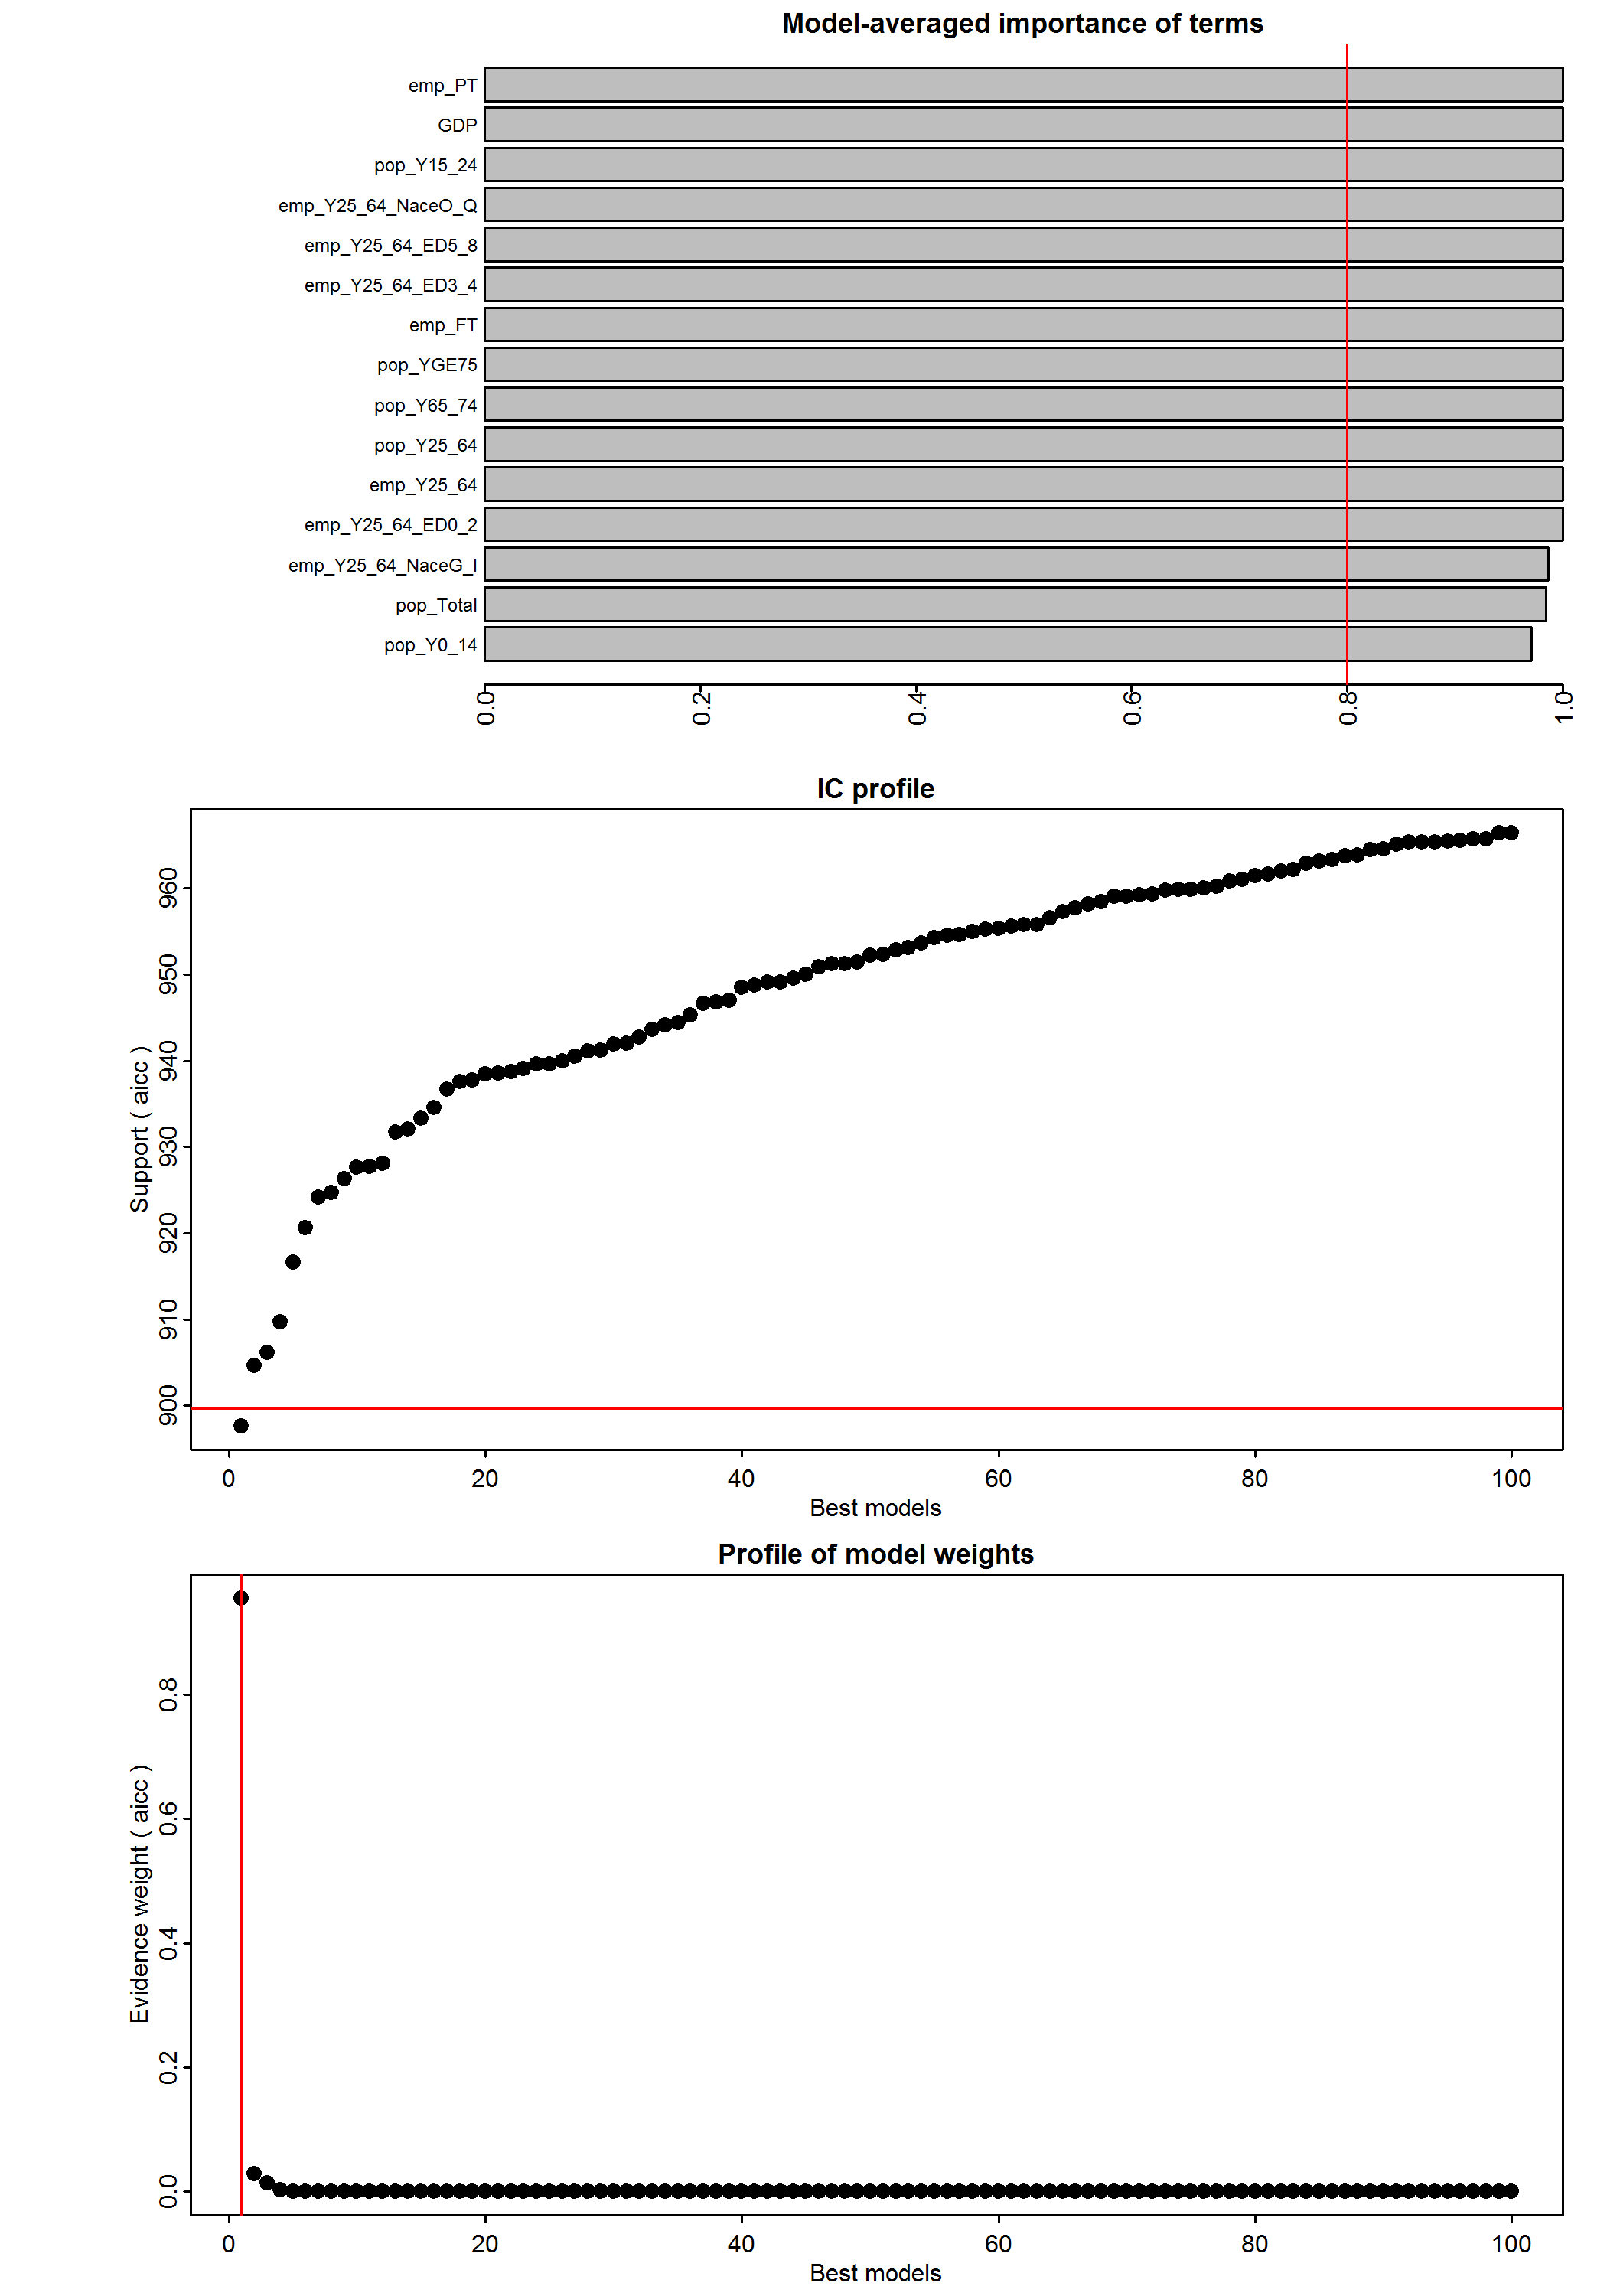 Model-averaged importance of terms
emp_PT
GDP
pop_Y15_24
emp_Y25_64_NaceO_Q
emp_Y25_64_ED5_8
emp_Y25_64_ED3_4
emp_FT
pop_YGE75
pop_Y65_74
pop_Y25_64
emp_Y25_64
emp_Y25_64_ED0_2
emp_Y25_64_NaceG_I
pop_Total
pop_Y0_14
0.0 0.2 0.4 0.6 0.8 1.0
IC profile
Support ( aicc )
960
950
940
930
920
910
900
0 20 40 60 80 100
Best models
Profile of model weights
Evidence weight ( aicc )
0.8
0.6
0.4
0.2
0.0
0 20 40 60 80 100
Best models